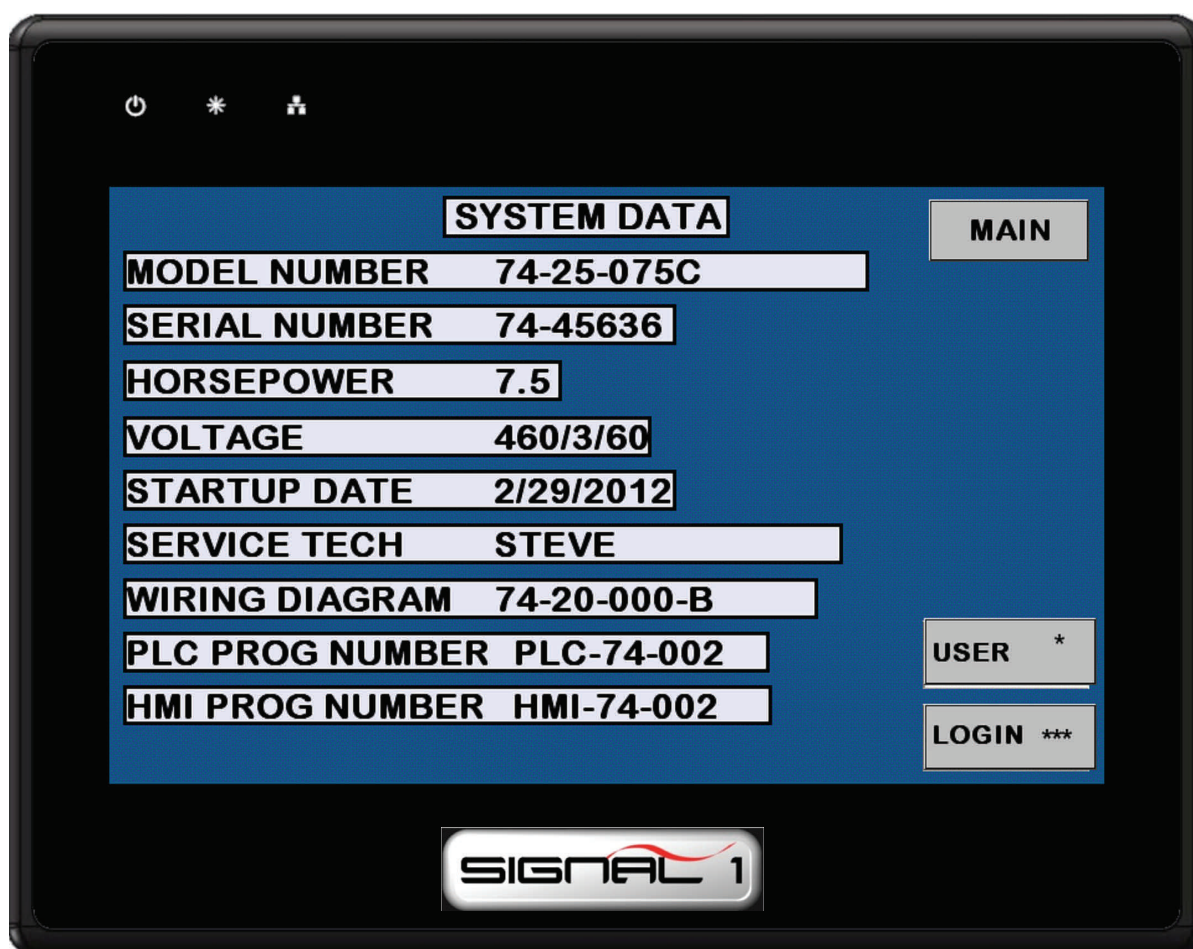 SYSTEM DATA
MAIN
MODEL NUMBER 74-25-075C
SERIAL NUMBER 74-45636
HORSEPOWER 7.5
VOLTAGE 460/3/60
STARTUP DATE 2/29/2012
SERVICE TECH STEVE
WIRING DIAGRAM 74-20-000-B
PLC PROG NUMBER PLC-74-002
USER *
HMI PROG NUMBER HMI-74-002
LOGIN ***
SIGNAL 1